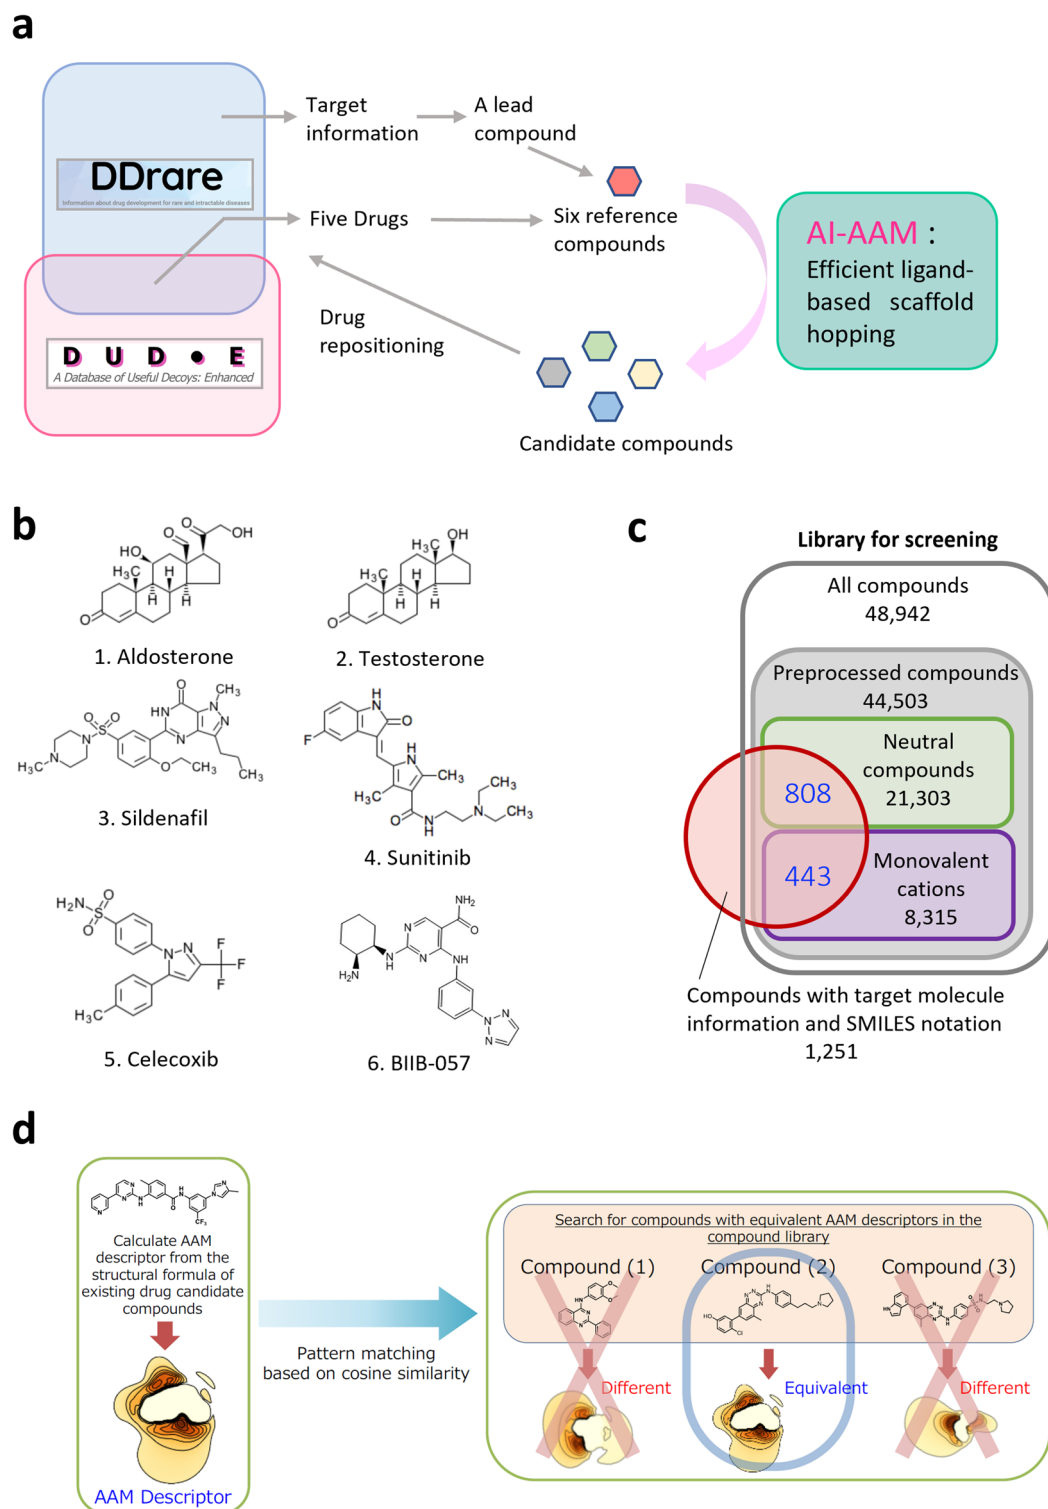 a
Target
information
A lead
compound
DDrare
Information about drug development for rare and intractable diseases
Five Drugs
Six reference
compounds
AI-AAM :
Efficient ligand-
based scaffold
hopping
Drug
repositioning
D U D • E
A Database of Useful Decoys: Enhanced
Candidate compounds
b
1. Aldosterone
2. Testosterone
3. Sildenafil
4. Sunitinib
5. Celecoxib
6. BIIB-057
c
Library for screening
All compounds
48,942
Preprocessed compounds
44,503
Neutral
compounds
21,303
808
443
Monovalent
cations
8,315
Compounds with target molecule
information and SMILES notation
1,251
d
Calculate AAM
descriptor from the
structural formula of
existing drug candidate
compounds
AAM Descriptor
Pattern matching
based on cosine similarity
Search for compounds with equivalent AAM descriptors in the
compound library
Compound (1)
Compound (2)
Compound (3)
Different
Equivalent
Different